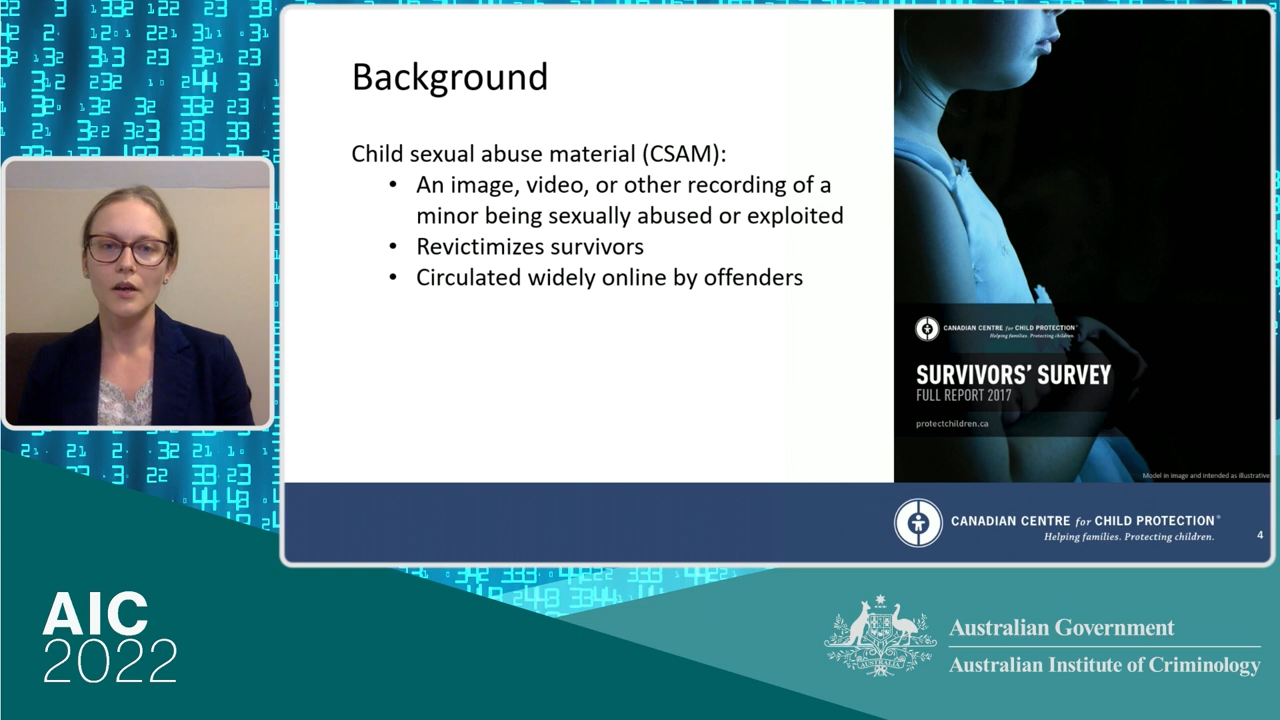 Background
Child sexual abuse material (CSAM):
• An image, video, or other recording of a
minor being sexually abused or exploited
• Revictimizes survivors
• Circulated widely online by offenders
CANADIAN CENTRE for CHILD PROTECTION®
Helping families. Protecting children.
SURVIVORS' SURVEY
FULL REPORT 2017
protectchildren.ca
Model in image and intended as illustrative
CANADIAN CENTRE for CHILD PROTECTION®
Helping families. Protecting children.
4
AIC
2022
AUSTRALIA
Australian Government
Australian Institute of Criminology